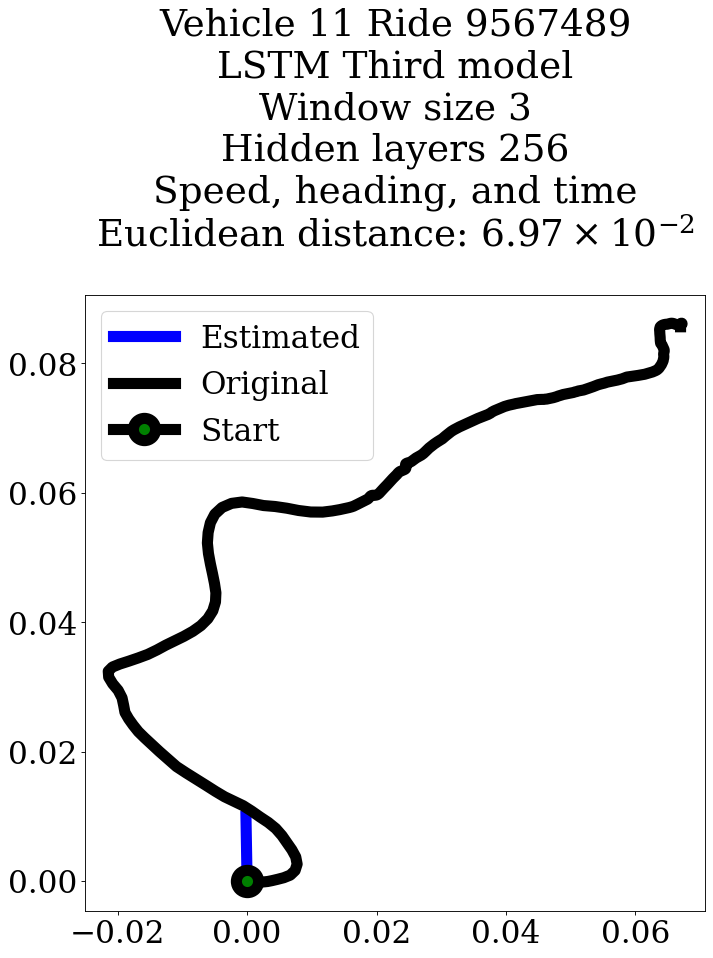 Vehicle 11 Ride 9567489
LSTM Third model
Window size 3
Hidden layers 256
Speed, heading, and time
Euclidean distance: 6.97 × 10⁻²
Estimated
Original
Start
0.08
0.06
0.04
0.02
0.00
−0.02 0.00 0.02 0.04 0.06